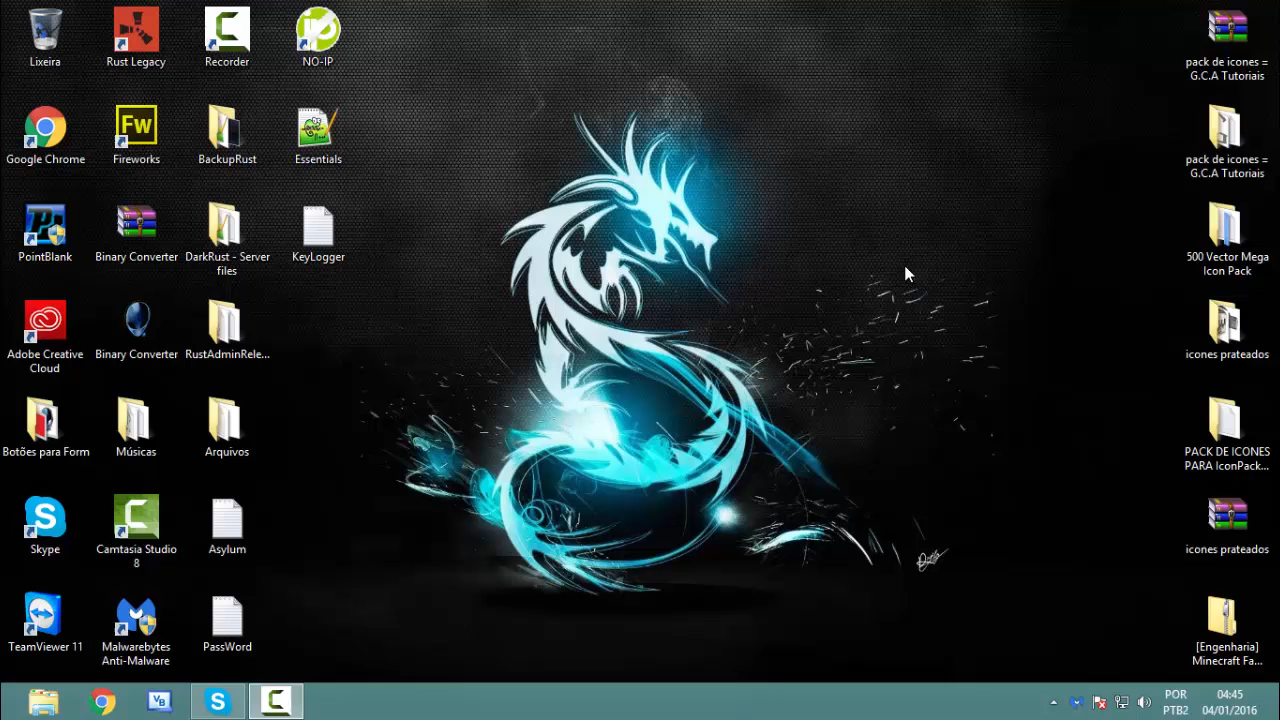 Lixeira
Rust Legacy
Recorder
NO-IP
Google Chrome
Fw
Fireworks
BackupRust
Essentials
PointBlank
Binary Converter
DarkRust - Server
files
KeyLogger
Adobe Creative
Cloud
Binary Converter
RustAdminRele...
Botões para Form
Músicas
Arquivos
Skype
Camtasia Studio
8
Asylum
TeamViewer 11
Malwarebytes
Anti-Malware
PassWord
pack de icones =
G.C.A Tutoriais
pack de icones =
G.C.A Tutoriais
500 Vector Mega
Icon Pack
icones prateados
PACK DE ICONES
PARA IconPack...
icones prateados
[Engenharia]
Minecraft Fa...
VB
POR
PTB2
04:45
04/01/2016